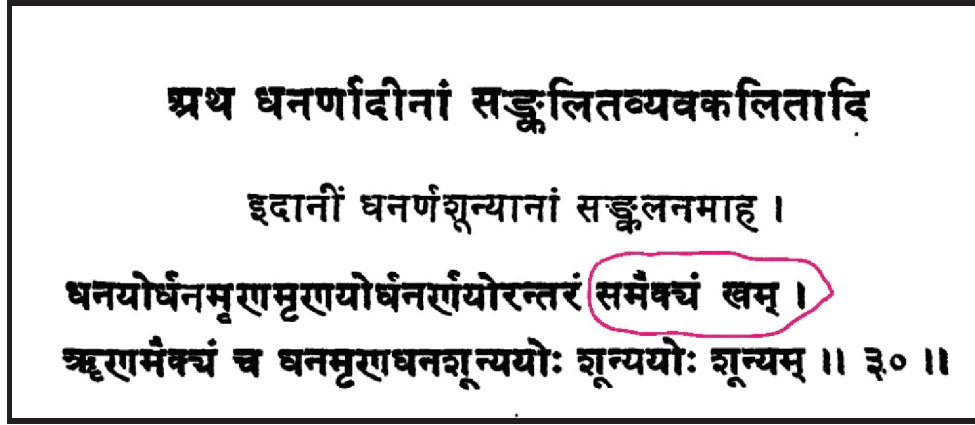 अथ धनर्णादीनां सङ्कलितव्यवकलितादि
इदानीं धनर्णशून्यानां सङ्कलनमाह ।
धनयोर्धनमृणमृणयोर्धनर्णयोरन्तरं समैक्यं खम् ।
ऋणमैक्यं च धनमृणधनशून्ययोः शून्ययोः शून्यम् ॥ ३० ॥